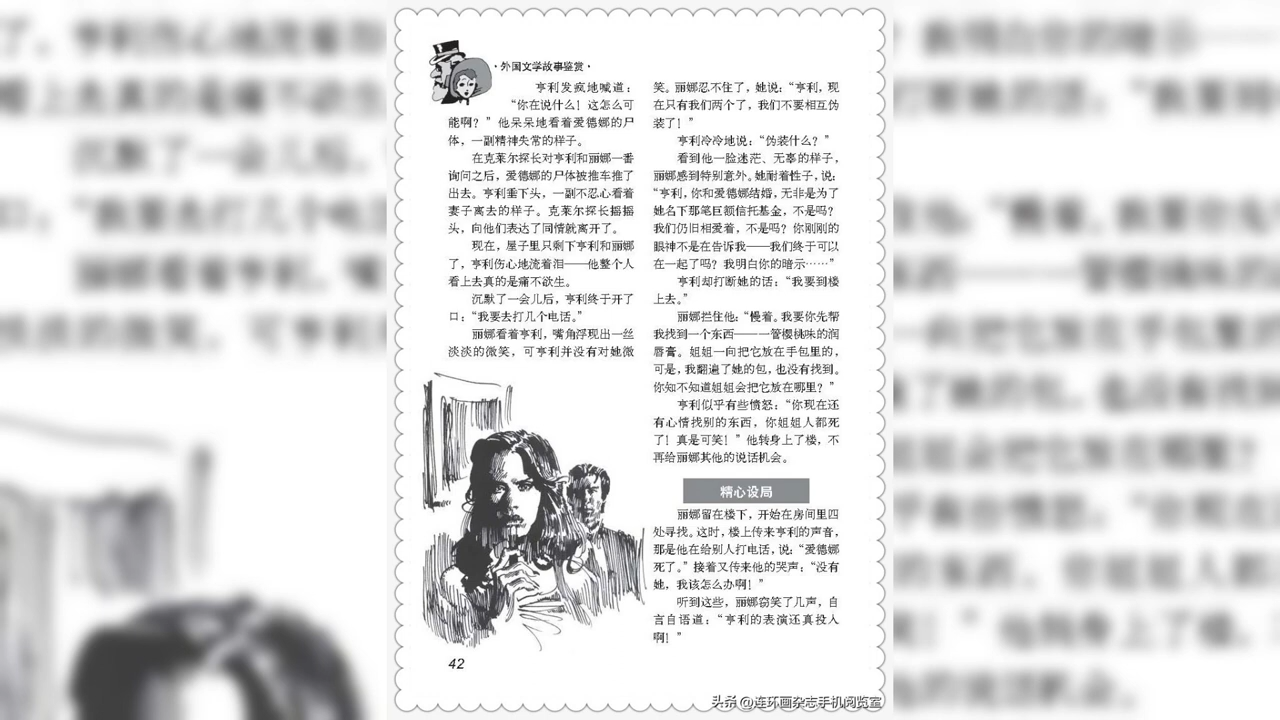 ·外国文学故事鉴赏·
亨利发疯地喊道：
“你在说什么！这怎么可
能啊？”他呆呆地看着爱德娜的尸
体，一副精神失常的样子。
在克莱尔探长对亨利和丽娜一番
询问之后，爱德娜的尸体被推车推了
出去。亨利垂下头，一副不忍心看着
妻子离去的样子。克莱尔探长摇摇
头，向他们表达了同情就离开了。
现在，屋子里只剩下亨利和丽娜
了，亨利伤心地流着泪——他整个人
看上去真的是痛不欲生。
沉默了一会儿后，亨利终于开了
口：“我要去打几个电话。”
丽娜看着亨利，嘴角浮现出一丝
淡淡的微笑，可亨利并没有对她微
笑。丽娜忍不住了，她说：“亨利，现
在只有我们两个了，我们不要相互伪
装了！”
亨利冷冷地说：“伪装什么？”
看到他一脸迷茫、无辜的样子，
丽娜感到特别意外。她耐着性子，说：
“亨利，你和爱德娜结婚，无非是为了
她名下那笔巨额信托基金，不是吗？
我们仍旧相爱着，不是吗？你刚刚的
眼神不是在告诉我——我们终于可以
在一起了吗？我明白你的暗示……”
亨利却打断她的话：“我要到楼
上去。”
丽娜拦住他：“慢着。我要你先帮
我找到一个东西——一管樱桃味的润
唇膏。姐姐一向把它放在手包里的，
可是，我翻遍了她的包，也没有找到。
你知不知道姐姐会把它放在哪里？”
亨利似乎有些愤怒：“你现在还
有心情找别的东西，你姐姐人都死
了！真是可笑！”他转身上了楼，不
再给丽娜其他的说话机会。
精心设局
丽娜留在楼下，开始在房间里四
处寻找。这时，楼上传来亨利的声音，
那是他在给别人打电话，说：“爱德娜
死了。”接着又传来他的哭声：“没有
她，我该怎么办啊！”
听到这些，丽娜窃笑了几声，自
言自语道：“亨利的表演还真投入
啊！”
42
头条 @连环画杂志手机阅览室